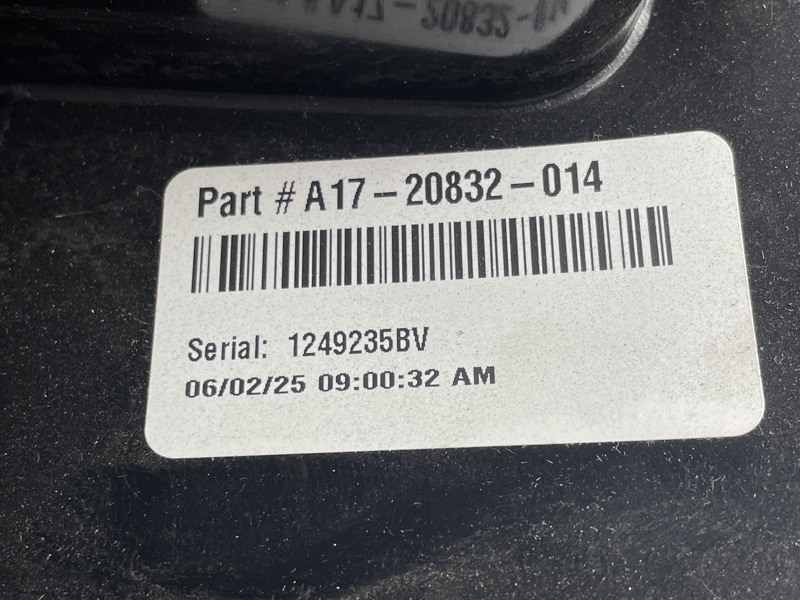 Part # A17-20832-014
Serial: 1249235BV
06/02/25 09:00:32 AM